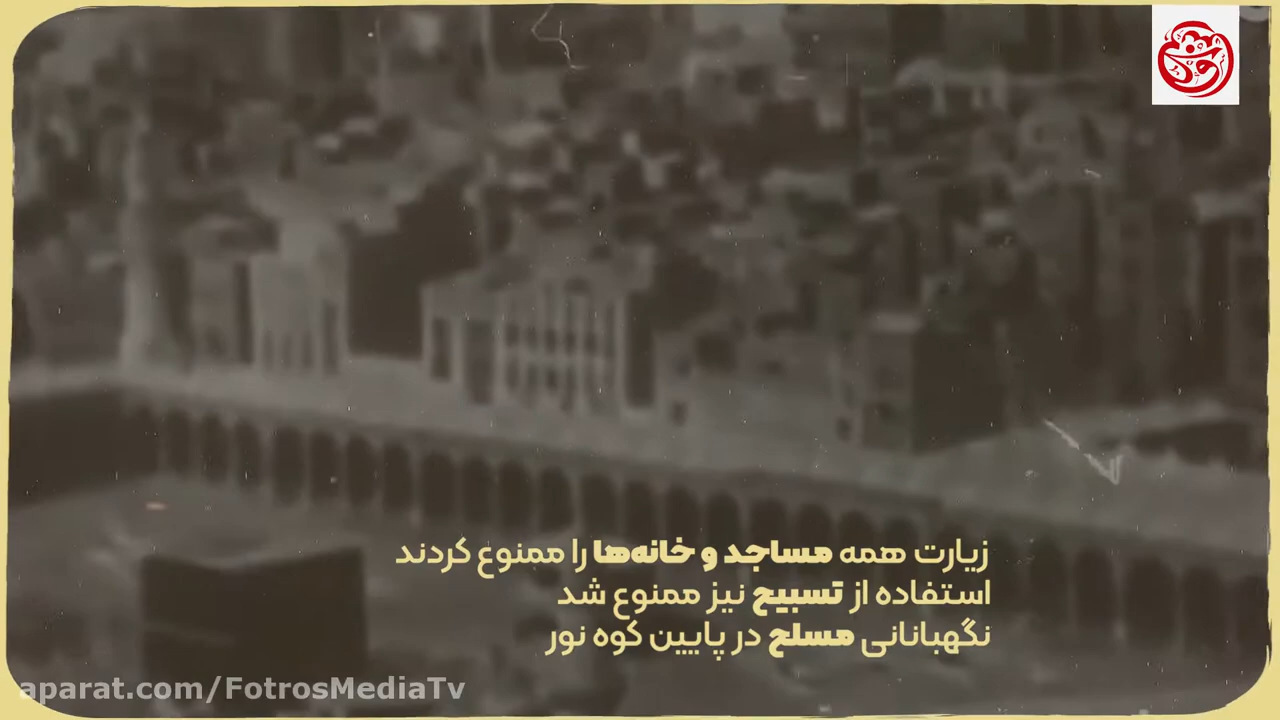 زیارت همه مساجد و خانه‌ها را ممنوع کردند
استفاده از تسبیح نیز ممنوع شد
نگهبانانی مسلح در پایین کوه نور
aparat.com/FotrosMediaTv